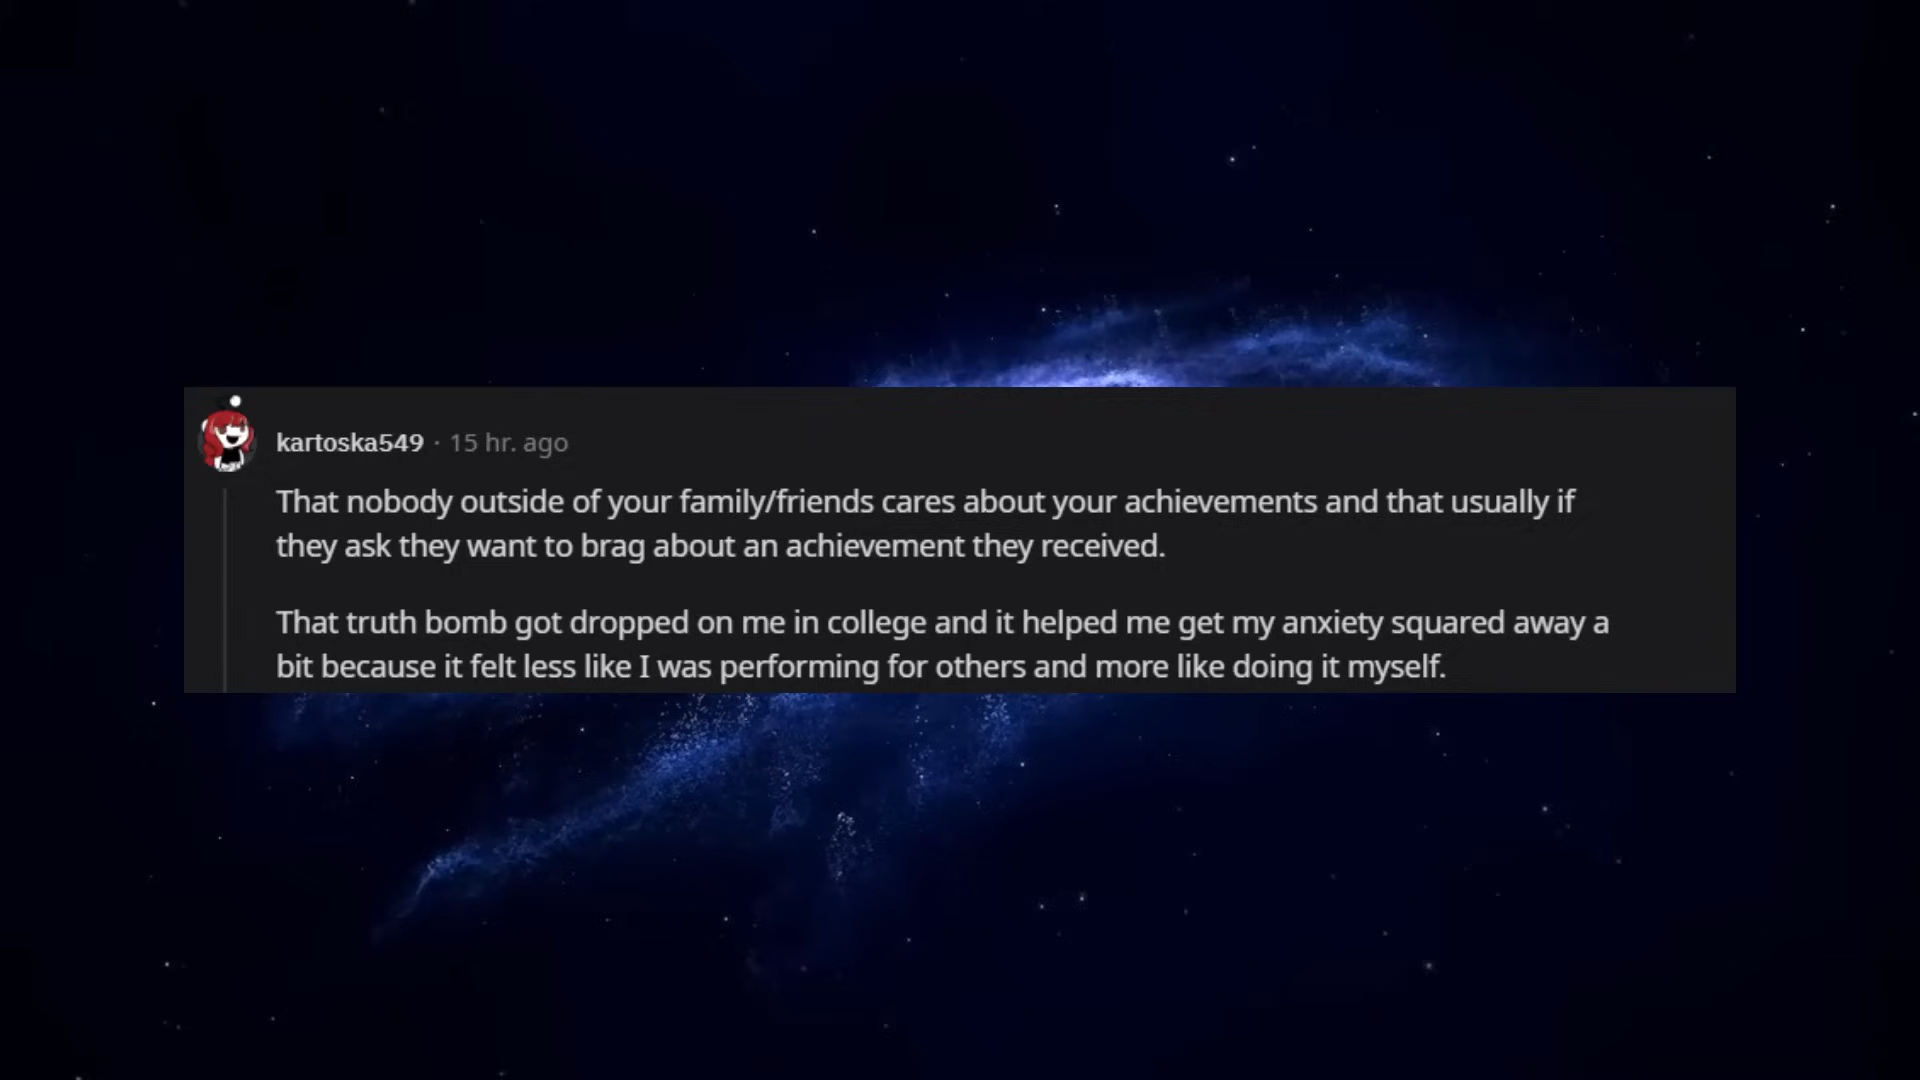 kartoska549 · 15 hr. ago
That nobody outside of your family/friends cares about your achievements and that usually if
they ask they want to brag about an achievement they received.
That truth bomb got dropped on me in college and it helped me get my anxiety squared away a
bit because it felt less like I was performing for others and more like doing it myself.